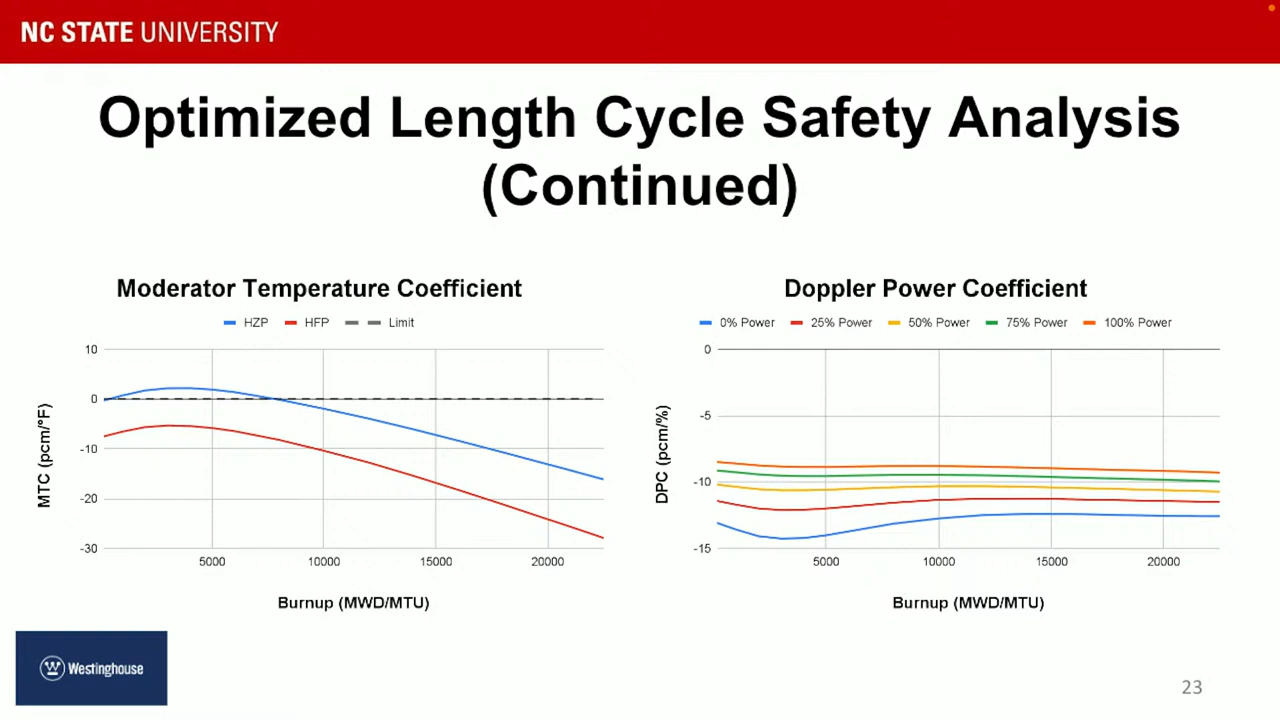 NC STATE UNIVERSITY
Optimized Length Cycle Safety Analysis
(Continued)
Moderator Temperature Coefficient
HZP HFP Limit
10
0
-10
-20
-30
MTC (pcm/°F)
5000 10000 15000 20000
Burnup (MWD/MTU)
Doppler Power Coefficient
0% Power 25% Power 50% Power 75% Power 100% Power
0
-5
-10
-15
DPC (pcm/%)
5000 10000 15000 20000
Burnup (MWD/MTU)
W Westinghouse
23